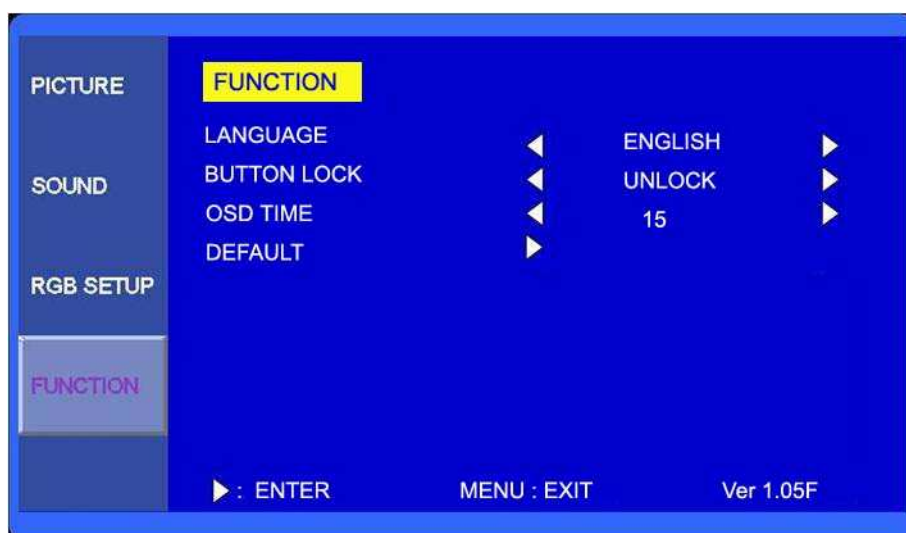 PICTURE
SOUND
RGB SETUP
FUNCTION
FUNCTION
LANGUAGE ENGLISH
BUTTON LOCK UNLOCK
OSD TIME 15
DEFAULT
: ENTER MENU : EXIT Ver 1.05F